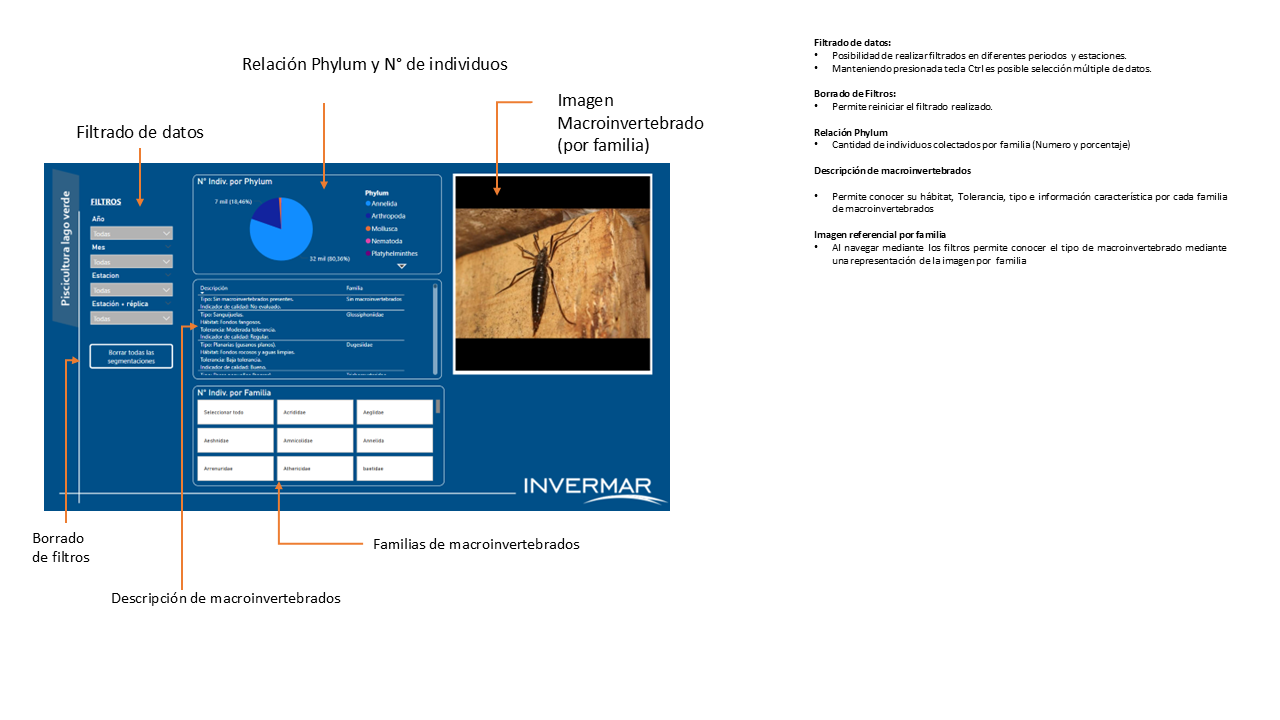 Relación Phylum y N° de individuos
Imagen
Macroinvertebrado
(por familia)
Filtrado de datos
Piscicultura lago verde
FILTROS
Año
Todas
Mes
Todas
Estacion
Todas
Estación + réplica
Todas
Borrar todas las
segmentaciones
N° Indiv. por Phylum
7 mil (18,46%)
32 mil (80,36%)
Phylum
Annelida
Arthropoda
Mollusca
Nematoda
Platyhelminthes
Descripción Familia
Tipo: Sin macroinvertebrados presentes. Sin macroinvertebrados
Indicador de calidad: No evaluado.
Tipo: Sanguijuelas. Glossiphoniidae
Hábitat: Fondos fangosos.
Tolerancia: Moderada tolerancia.
Indicador de calidad: Regular.
Tipo: Planarias (gusanos planos). Dugesiidae
Hábitat: Fondos rocosos y aguas limpias.
Tolerancia: Baja tolerancia.
Indicador de calidad: Bueno.
N° Indiv. por Familia
Seleccionar todo Acrididae Aeglidae
Aeshnidae Amnicolidae Annelida
Arrenuridae Athericidae baetidae
INVERMAR
Borrado
de filtros
Familias de macroinvertebrados
Descripción de macroinvertebrados
Filtrado de datos:
• Posibilidad de realizar filtrados en diferentes periodos y estaciones.
• Manteniendo presionada tecla Ctrl es posible selección múltiple de datos.
Borrado de Filtros:
• Permite reiniciar el filtrado realizado.
Relación Phylum
• Cantidad de individuos colectados por familia (Numero y porcentaje)
Descripción de macroinvertebrados
• Permite conocer su hábitat, Tolerancia, tipo e información característica por cada familia
de macroinvertebrados
Imagen referencial por familia
• Al navegar mediante los filtros permite conocer el tipo de macroinvertebrado mediante
una representación de la imagen por familia